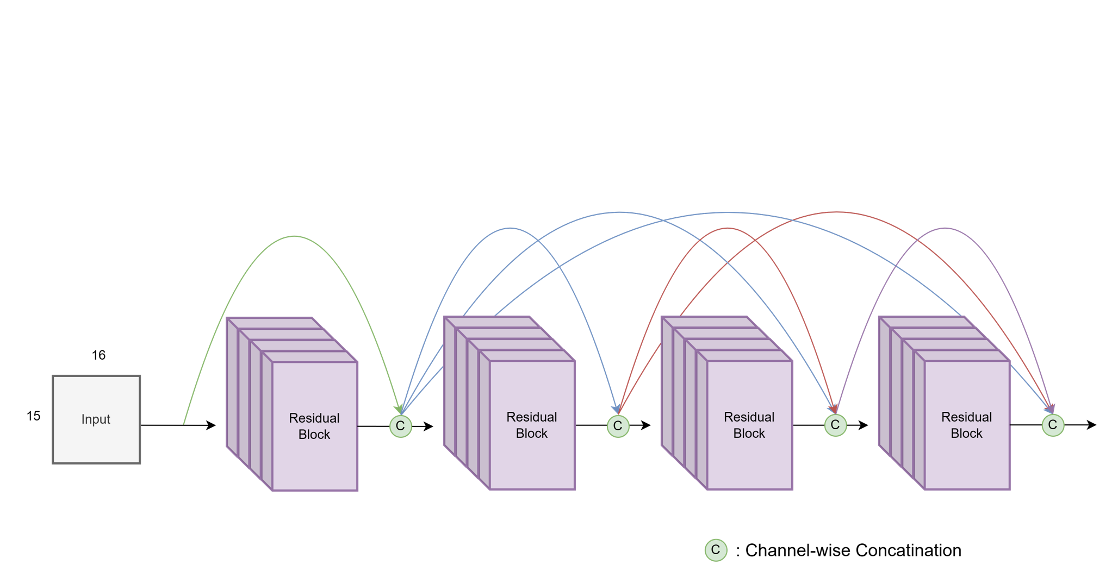 16
15
Input
Residual
Block
C
Residual
Block
C
Residual
Block
C
Residual
Block
C
C : Channel-wise Concatination